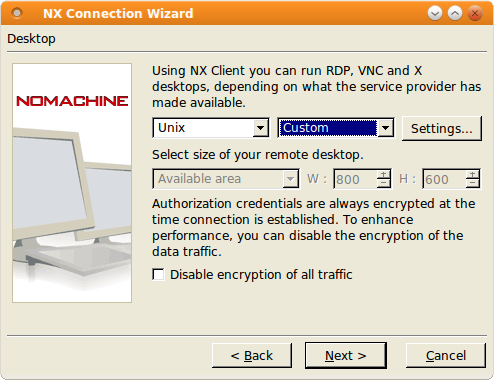 NX Connection Wizard
Desktop
NOMACHINE
Using NX Client you can run RDP, VNC and X
desktops, depending on what the service provider has
made available.
Unix Custom Settings...
Select size of your remote desktop.
Available area W : 800 H : 600
Authorization credentials are always encrypted at the
time connection is established. To enhance
performance, you can disable the encryption of the
data traffic.
Disable encryption of all traffic
< Back Next > Cancel